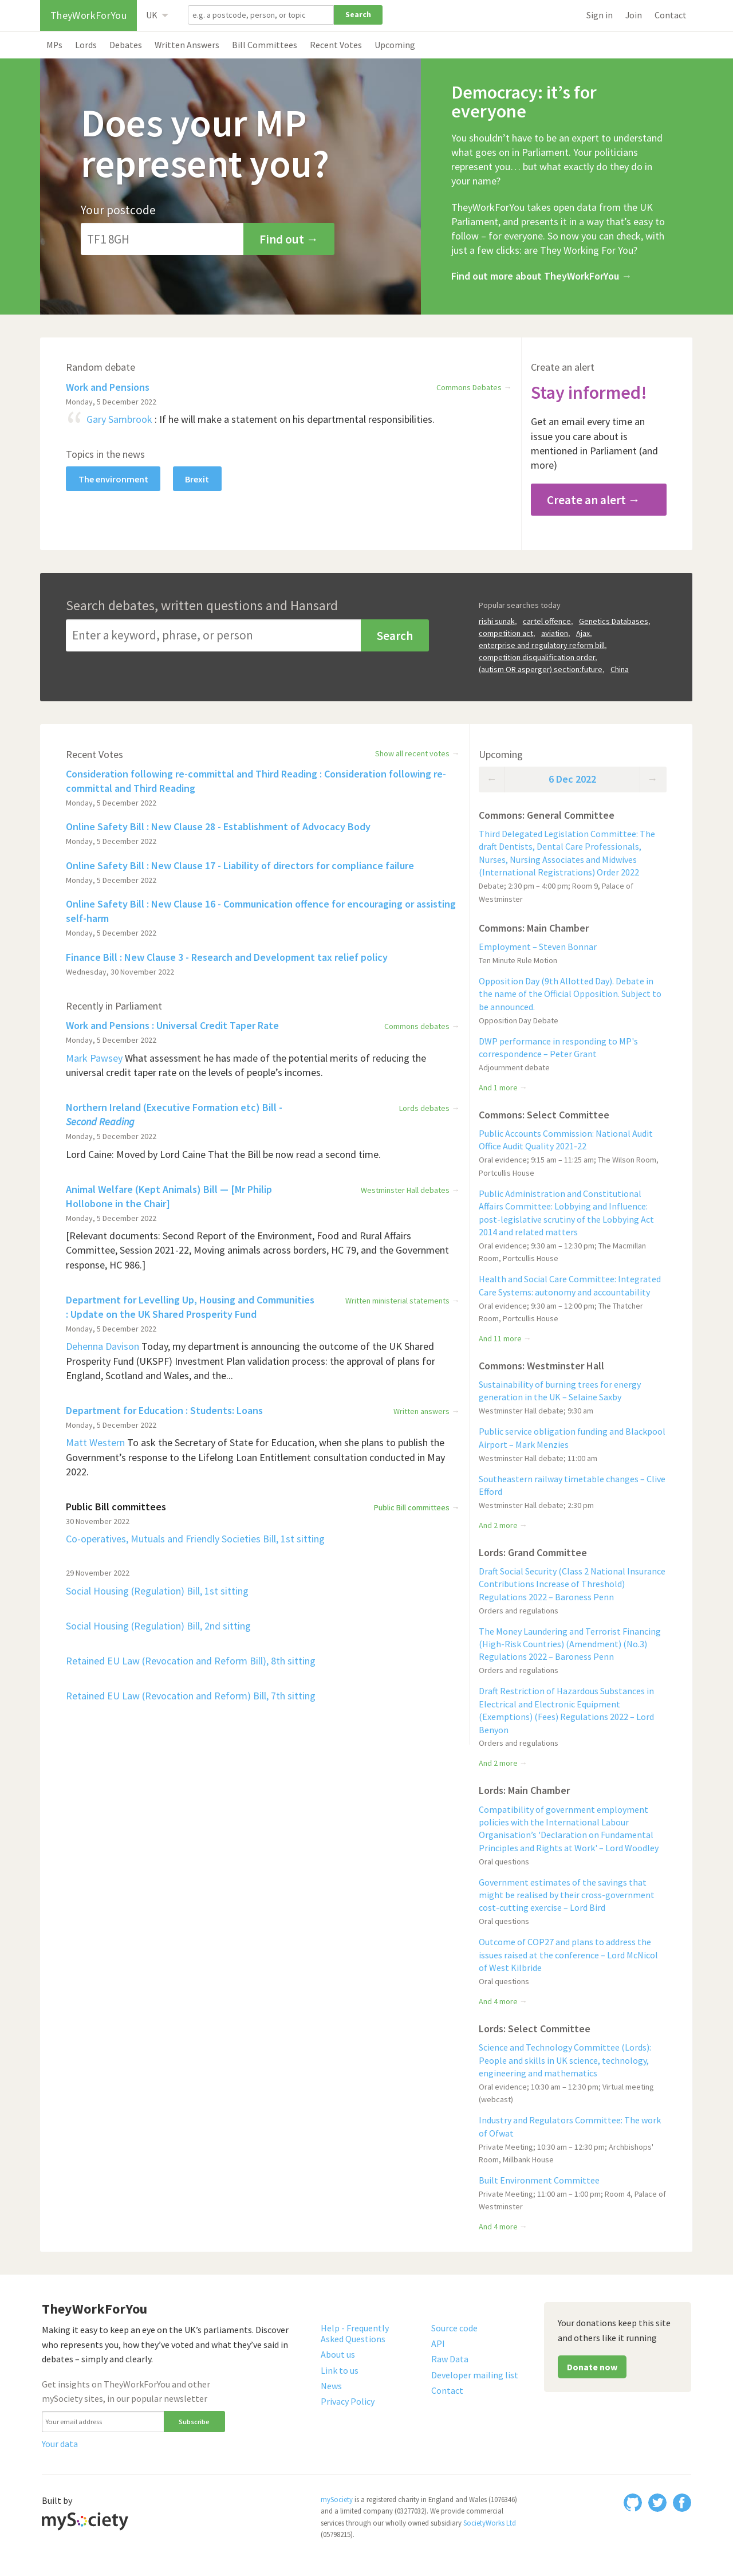 TheyWorkForYou
UK
e.g. a postcode, person, or topic
Search
Sign in
Join
Contact
MPs
Lords
Debates
Written Answers
Bill Committees
Recent Votes
Upcoming
Does your MP
represent you?
Your postcode
TF1 8GH
Find out →
Democracy: it’s for
everyone
You shouldn’t have to be an expert to understand
what goes on in Parliament. Your politicians
represent you… but what exactly do they do in
your name?
TheyWorkForYou takes open data from the UK
Parliament, and presents it in a way that’s easy to
follow – for everyone. So now you can check, with
just a few clicks: are They Working For You?
Find out more about TheyWorkForYou →
Random debate
Work and Pensions
Commons Debates →
Monday, 5 December 2022
“ Gary Sambrook : If he will make a statement on his departmental responsibilities.
Topics in the news
The environment
Brexit
Create an alert
Stay informed!
Get an email every time an
issue you care about is
mentioned in Parliament (and
more)
Create an alert →
Search debates, written questions and Hansard
Enter a keyword, phrase, or person
Search
Popular searches today
rishi sunak, cartel offence, Genetics Databases,
competition act, aviation, Ajax,
enterprise and regulatory reform bill,
competition disqualification order,
(autism OR asperger) section:future, China
Recent Votes
Show all recent votes →
Consideration following re-committal and Third Reading : Consideration following re-
committal and Third Reading
Monday, 5 December 2022
Online Safety Bill : New Clause 28 - Establishment of Advocacy Body
Monday, 5 December 2022
Online Safety Bill : New Clause 17 - Liability of directors for compliance failure
Monday, 5 December 2022
Online Safety Bill : New Clause 16 - Communication offence for encouraging or assisting
self-harm
Monday, 5 December 2022
Finance Bill : New Clause 3 - Research and Development tax relief policy
Wednesday, 30 November 2022
Recently in Parliament
Work and Pensions : Universal Credit Taper Rate
Commons debates →
Monday, 5 December 2022
Mark Pawsey What assessment he has made of the potential merits of reducing the
universal credit taper rate on the levels of people’s incomes.
Northern Ireland (Executive Formation etc) Bill -
Second Reading
Lords debates →
Monday, 5 December 2022
Lord Caine: Moved by Lord Caine That the Bill be now read a second time.
Animal Welfare (Kept Animals) Bill — [Mr Philip
Hollobone in the Chair]
Westminster Hall debates →
Monday, 5 December 2022
[Relevant documents: Second Report of the Environment, Food and Rural Affairs
Committee, Session 2021-22, Moving animals across borders, HC 79, and the Government
response, HC 986.]
Department for Levelling Up, Housing and Communities
: Update on the UK Shared Prosperity Fund
Written ministerial statements →
Monday, 5 December 2022
Dehenna Davison Today, my department is announcing the outcome of the UK Shared
Prosperity Fund (UKSPF) Investment Plan validation process: the approval of plans for
England, Scotland and Wales, and the...
Department for Education : Students: Loans
Written answers →
Monday, 5 December 2022
Matt Western To ask the Secretary of State for Education, when she plans to publish the
Government’s response to the Lifelong Loan Entitlement consultation conducted in May
2022.
Public Bill committees
Public Bill committees →
30 November 2022
Co-operatives, Mutuals and Friendly Societies Bill, 1st sitting
29 November 2022
Social Housing (Regulation) Bill, 1st sitting
Social Housing (Regulation) Bill, 2nd sitting
Retained EU Law (Revocation and Reform Bill), 8th sitting
Retained EU Law (Revocation and Reform) Bill, 7th sitting
Upcoming
← 6 Dec 2022 →
Commons: General Committee
Third Delegated Legislation Committee: The
draft Dentists, Dental Care Professionals,
Nurses, Nursing Associates and Midwives
(International Registrations) Order 2022
Debate; 2:30 pm – 4:00 pm; Room 9, Palace of
Westminster
Commons: Main Chamber
Employment – Steven Bonnar
Ten Minute Rule Motion
Opposition Day (9th Allotted Day). Debate in
the name of the Official Opposition. Subject to
be announced.
Opposition Day Debate
DWP performance in responding to MP's
correspondence – Peter Grant
Adjournment debate
And 1 more →
Commons: Select Committee
Public Accounts Commission: National Audit
Office Audit Quality 2021-22
Oral evidence; 9:15 am – 11:25 am; The Wilson Room,
Portcullis House
Public Administration and Constitutional
Affairs Committee: Lobbying and Influence:
post-legislative scrutiny of the Lobbying Act
2014 and related matters
Oral evidence; 9:30 am – 12:30 pm; The Macmillan
Room, Portcullis House
Health and Social Care Committee: Integrated
Care Systems: autonomy and accountability
Oral evidence; 9:30 am – 12:00 pm; The Thatcher
Room, Portcullis House
And 11 more →
Commons: Westminster Hall
Sustainability of burning trees for energy
generation in the UK – Selaine Saxby
Westminster Hall debate; 9:30 am
Public service obligation funding and Blackpool
Airport – Mark Menzies
Westminster Hall debate; 11:00 am
Southeastern railway timetable changes – Clive
Efford
Westminster Hall debate; 2:30 pm
And 2 more →
Lords: Grand Committee
Draft Social Security (Class 2 National Insurance
Contributions Increase of Threshold)
Regulations 2022 – Baroness Penn
Orders and regulations
The Money Laundering and Terrorist Financing
(High-Risk Countries) (Amendment) (No.3)
Regulations 2022 – Baroness Penn
Orders and regulations
Draft Restriction of Hazardous Substances in
Electrical and Electronic Equipment
(Exemptions) (Fees) Regulations 2022 – Lord
Benyon
Orders and regulations
And 2 more →
Lords: Main Chamber
Compatibility of government employment
policies with the International Labour
Organisation’s 'Declaration on Fundamental
Principles and Rights at Work' – Lord Woodley
Oral questions
Government estimates of the savings that
might be realised by their cross-government
cost-cutting exercise – Lord Bird
Oral questions
Outcome of COP27 and plans to address the
issues raised at the conference – Lord McNicol
of West Kilbride
Oral questions
And 4 more →
Lords: Select Committee
Science and Technology Committee (Lords):
People and skills in UK science, technology,
engineering and mathematics
Oral evidence; 10:30 am – 12:30 pm; Virtual meeting
(webcast)
Industry and Regulators Committee: The work
of Ofwat
Private Meeting; 10:30 am – 12:30 pm; Archbishops'
Room, Millbank House
Built Environment Committee
Private Meeting; 11:00 am – 1:00 pm; Room 4, Palace of
Westminster
And 4 more →
TheyWorkForYou
Making it easy to keep an eye on the UK’s parliaments. Discover
who represents you, how they’ve voted and what they’ve said in
debates – simply and clearly.
Get insights on TheyWorkForYou and other
mySociety sites, in our popular newsletter
Your email address
Subscribe
Your data
Help - Frequently
Asked Questions
About us
Link to us
News
Privacy Policy
Source code
API
Raw Data
Developer mailing list
Contact
Your donations keep this site
and others like it running
Donate now
Built by
mySociety
mySociety is a registered charity in England and Wales (1076346)
and a limited company (03277032). We provide commercial
services through our wholly owned subsidiary SocietyWorks Ltd
(05798215).